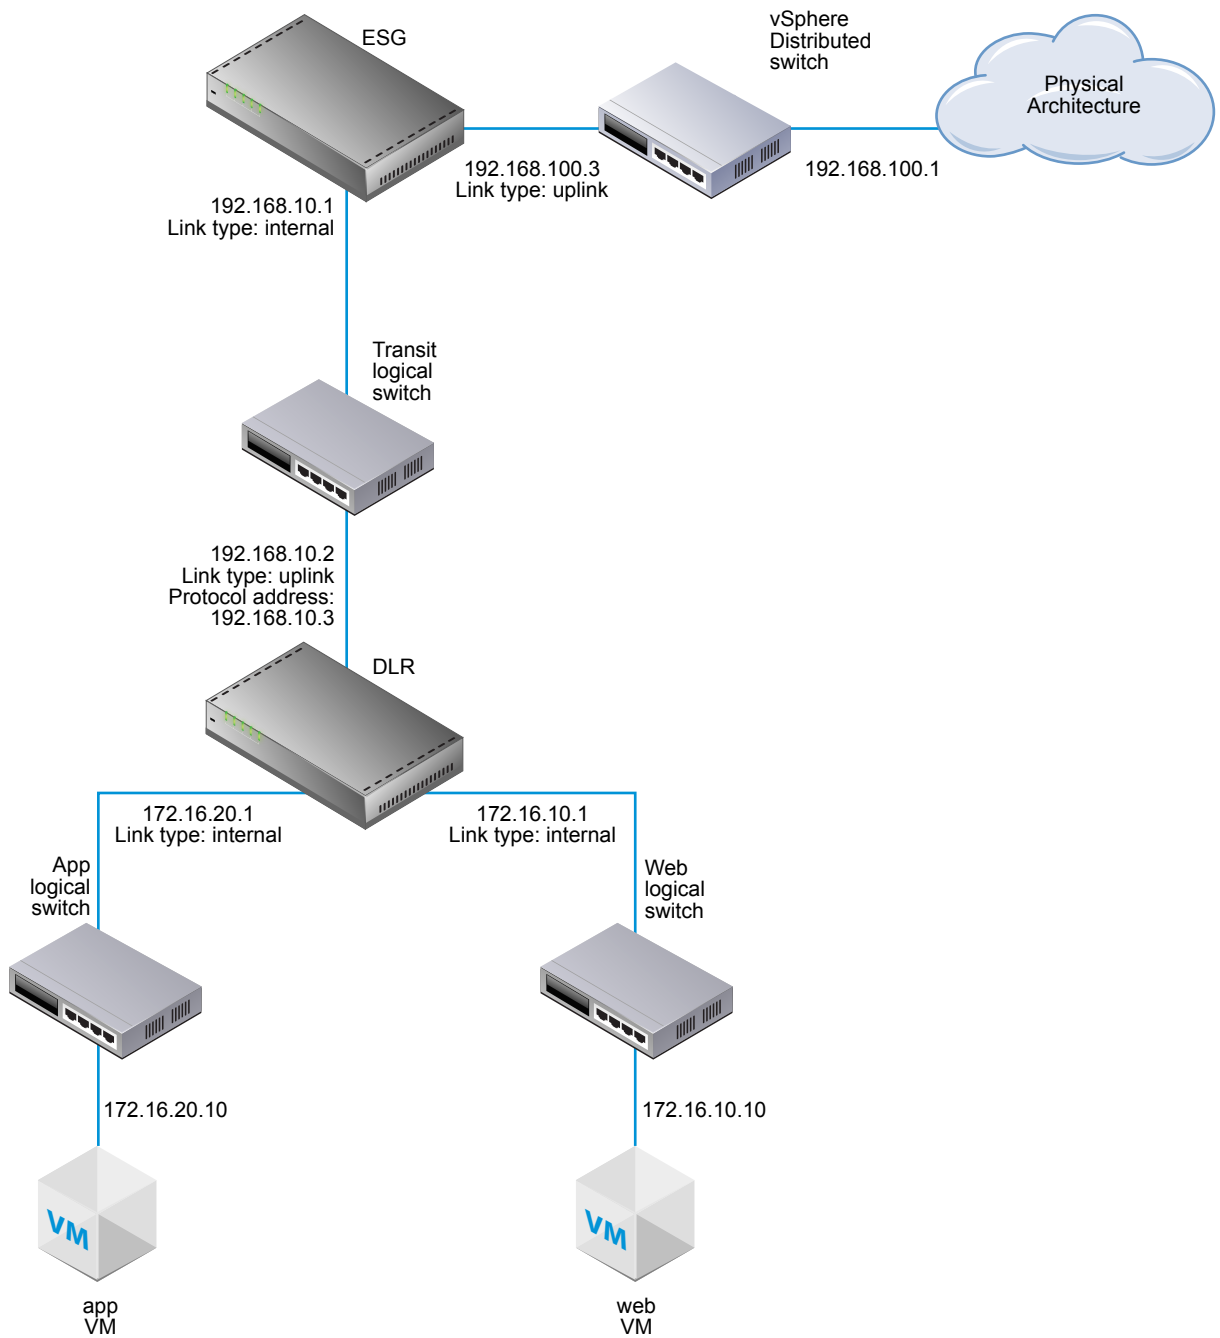 ESG
vSphere
Distributed
switch
Physical
Architecture
192.168.100.3
Link type: uplink
192.168.100.1
192.168.10.1
Link type: internal
Transit
logical
switch
192.168.10.2
Link type: uplink
Protocol address:
192.168.10.3
DLR
172.16.20.1
Link type: internal
172.16.10.1
Link type: internal
App
logical
switch
Web
logical
switch
172.16.20.10
172.16.10.10
VM
VM
app
VM
web
VM